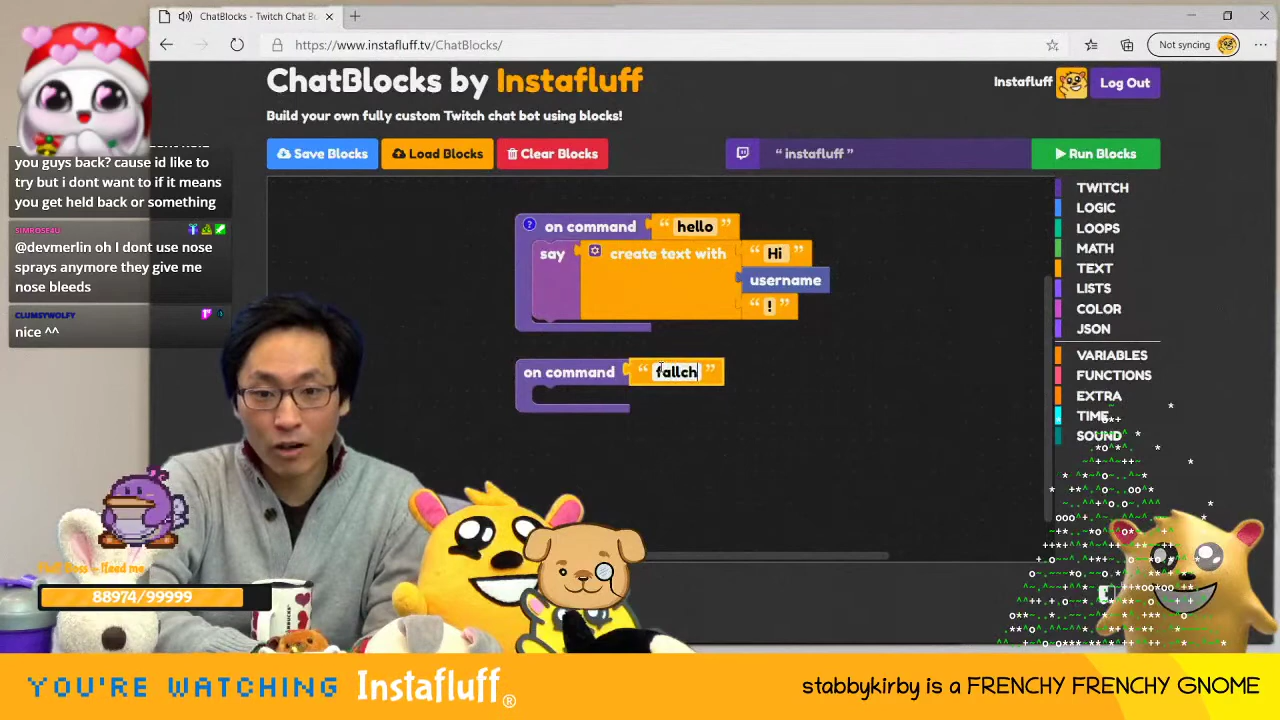 ChatBlocks - Twitch Chat B
https://www.instafluff.tv/ChatBlocks/
Not syncing
ChatBlocks by Instafluff
Instafluff
Log Out
Build your own fully custom Twitch chat bot using blocks!
Save Blocks
Load Blocks
Clear Blocks
“ instafluff ”
Run Blocks
you guys back? cause id like to
try but i dont want to if it means
you get held back or something
SIMROSE4U
@devmerlin oh I dont use nose
sprays anymore they give me
nose bleeds
CLUMSYWOLFY
nice ^^
on command “ hello ”
say create text with “ Hi ”
username
“ ! ”
on command “ fallch ”
TWITCH
LOGIC
LOOPS
MATH
TEXT
LISTS
COLOR
JSON
VARIABLES
FUNCTIONS
EXTRA
TIME
SOUND
88974/99999
YOU'RE WATCHING Instafluff®
stabbykirby is a FRENCHY FRENCHY GNOME